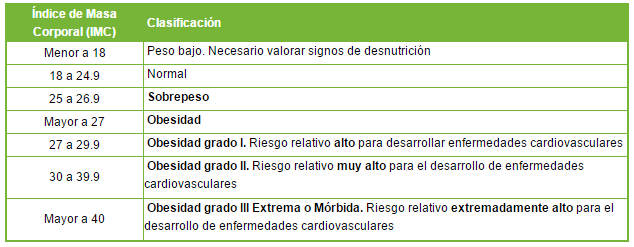 Índice de Masa
Corporal (IMC)
Clasificación
Menor a 18
Peso bajo. Necesario valorar signos de desnutrición
18 a 24.9
Normal
25 a 26.9
Sobrepeso
Mayor a 27
Obesidad
27 a 29.9
Obesidad grado I. Riesgo relativo alto para desarrollar enfermedades cardiovasculares
30 a 39.9
Obesidad grado II. Riesgo relativo muy alto para el desarrollo de enfermedades
cardiovasculares
Mayor a 40
Obesidad grado III Extrema o Mórbida. Riesgo relativo extremadamente alto para el
desarrollo de enfermedades cardiovasculares